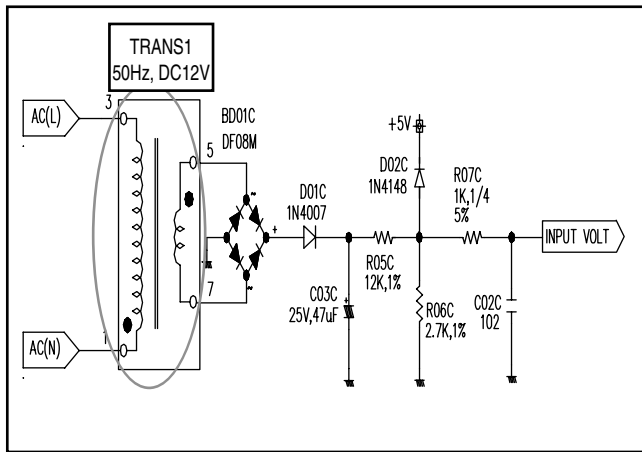 TRANS1
50Hz, DC12V
3
AC(L)
BD01C
DF08M
5
+5V
D02C
1N4148
R07C
1K,1/4
5%
~
D01C
1N4007
+
INPUT VOLT
R05C
12K,1%
C03C
25V,47uF
+
R06C
2.7K,1%
C02C
102
7
~
1
AC(N)